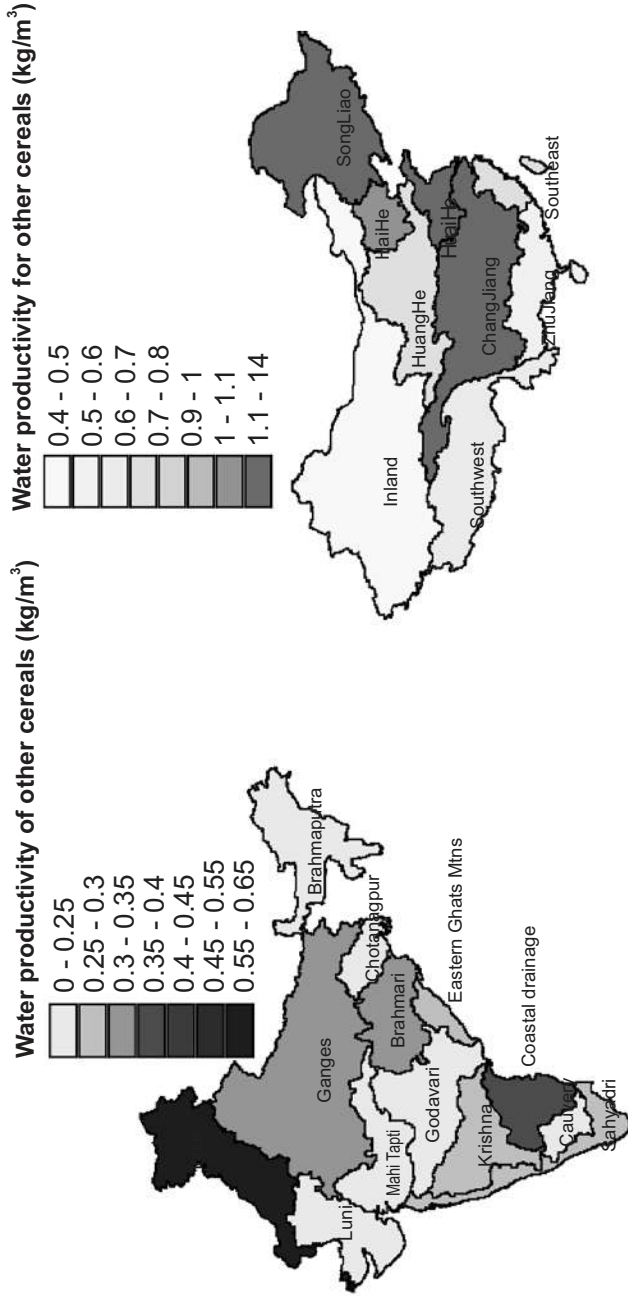 Water productivity of other cereals (kg/m³)
0 - 0.25
0.25 - 0.3
0.3 - 0.35
0.35 - 0.4
0.4 - 0.45
0.45 - 0.55
0.55 - 0.65
Brahmaputra
Ganges
Chotanagpur
Luni
Mahi Tapti
Brahmari
Godavari
Eastern Ghats Mtns
Krishna
Coastal drainage
Cauvery
Sahyadri
Water productivity for other cereals (kg/m³)
0.4 - 0.5
0.5 - 0.6
0.6 - 0.7
0.7 - 0.8
0.9 - 1
1 - 1.1
1.1 - 14
SongLiao
HaiHe
Inland
HuangHe
HuaiHe
ChangJiang
Southwest
ZhuJiang
Southeast